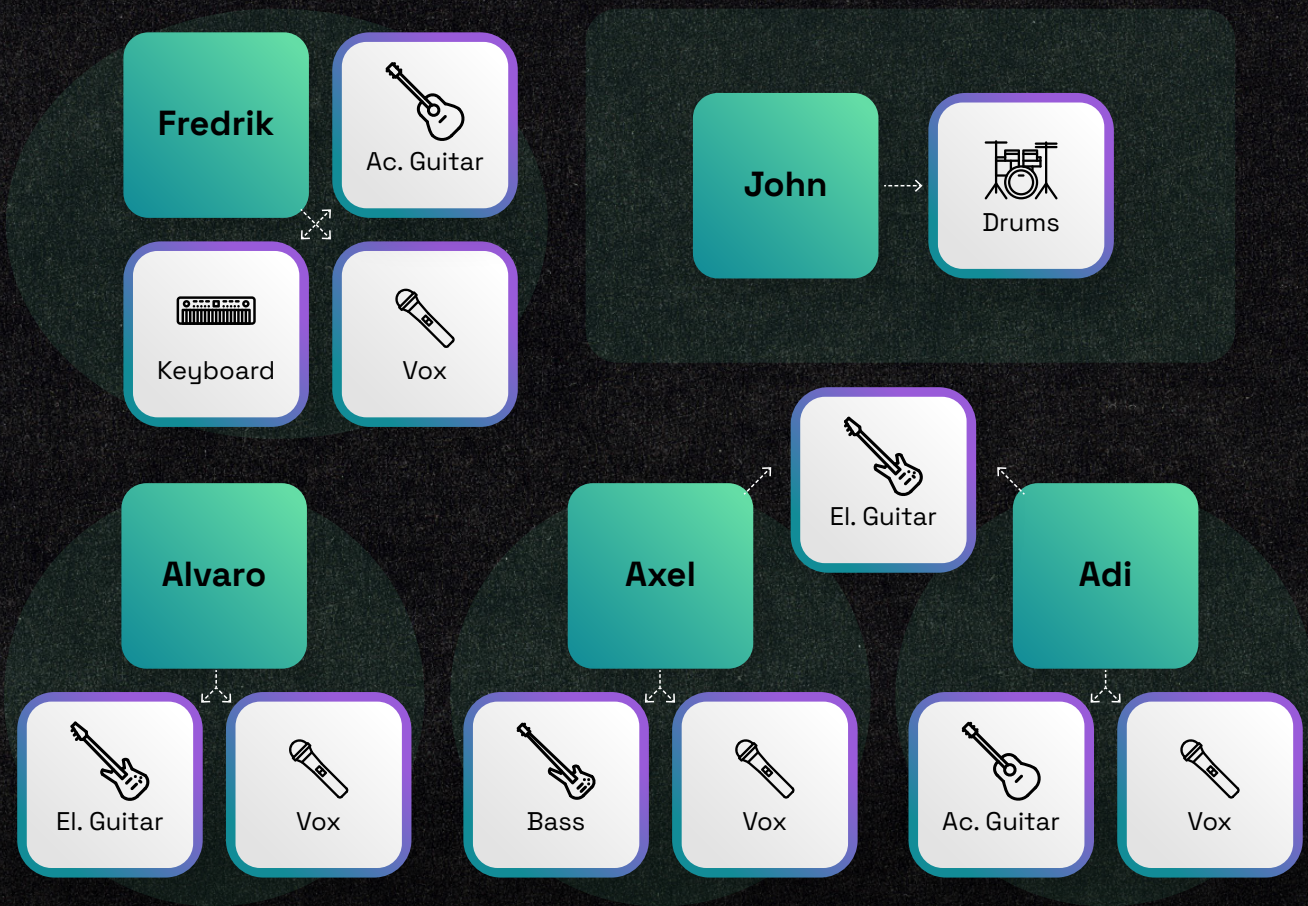 Fredrik
Ac. Guitar
Keyboard
Vox
John
Drums
El. Guitar
Alvaro
El. Guitar
Vox
Axel
Bass
Vox
Adi
Ac. Guitar
Vox